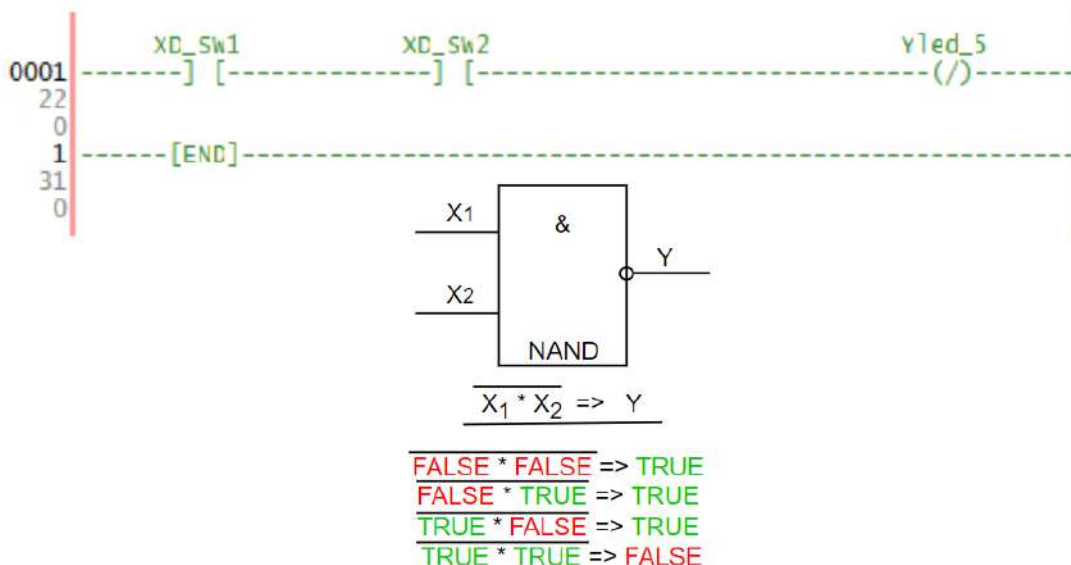 XD_SW1 XD_SW2 Yled_5
0001 -------] [-------------] [-----------------------------(/)------
22
0
1 ------[END]------------------------------------------------
31
0
X1 &
Y
X2
NAND
X1 * X2 => Y
FALSE * FALSE => TRUE
FALSE * TRUE => TRUE
TRUE * FALSE => TRUE
TRUE * TRUE => FALSE